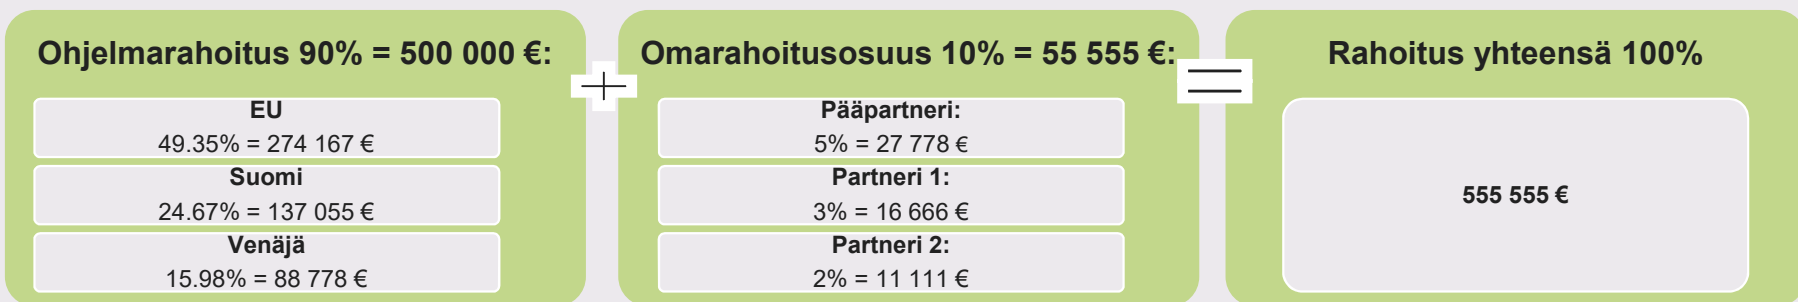 Ohjelmarahoitus 90% = 500 000 €:
EU
49.35% = 274 167 €
Suomi
24.67% = 137 055 €
Venäjä
15.98% = 88 778 €
+
Omarahoitusosuus 10% = 55 555 €:
Pääpartneri:
5% = 27 778 €
Partneri 1:
3% = 16 666 €
Partneri 2:
2% = 11 111 €
=
Rahoitus yhteensä 100%
555 555 €